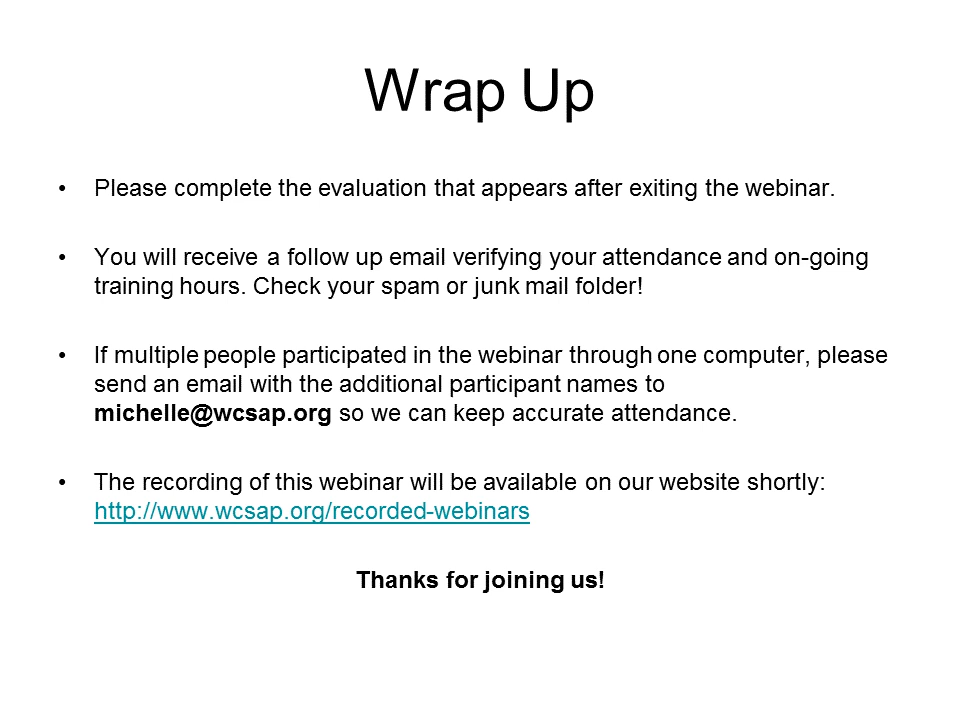 Wrap Up
• Please complete the evaluation that appears after exiting the webinar.
• You will receive a follow up email verifying your attendance and on-going
training hours. Check your spam or junk mail folder!
• If multiple people participated in the webinar through one computer, please
send an email with the additional participant names to
michelle@wcsap.org so we can keep accurate attendance.
• The recording of this webinar will be available on our website shortly:
http://www.wcsap.org/recorded-webinars
Thanks for joining us!